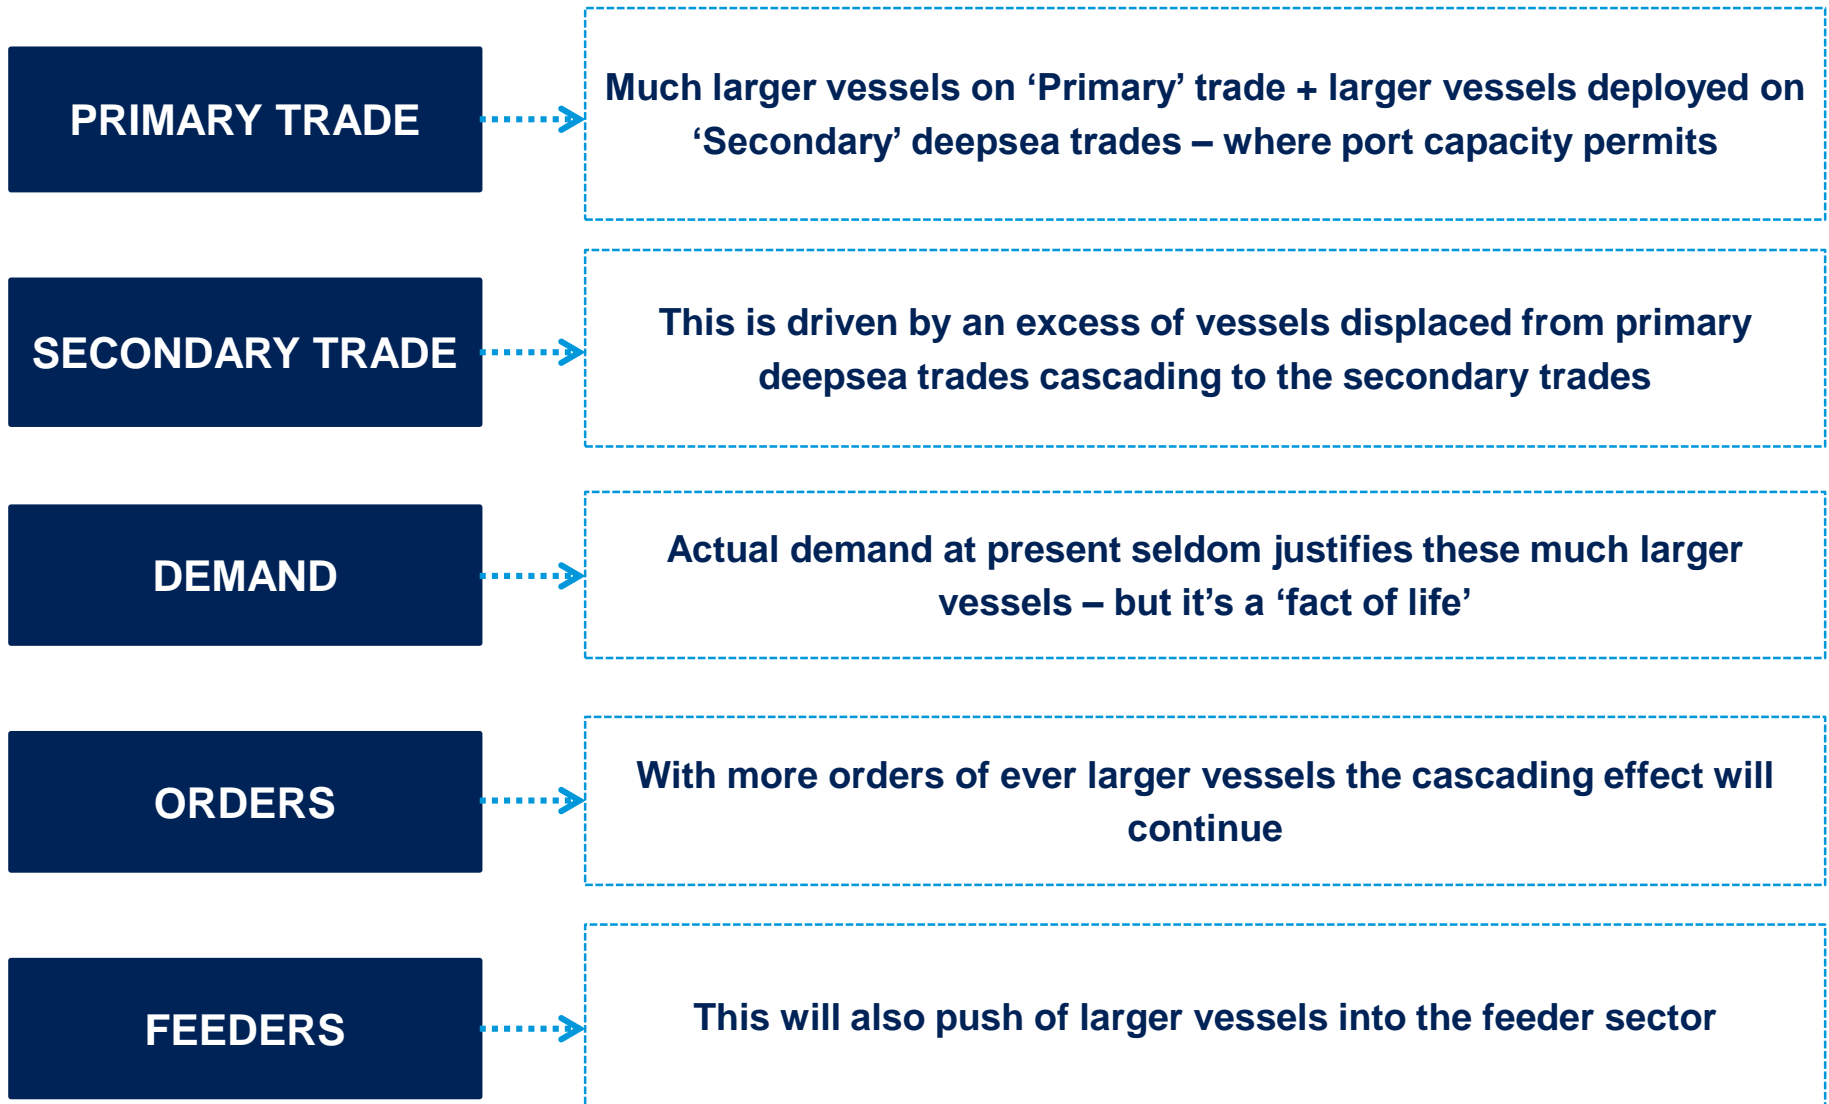 PRIMARY TRADE
Much larger vessels on ‘Primary’ trade + larger vessels deployed on
‘Secondary’ deepsea trades – where port capacity permits
SECONDARY TRADE
This is driven by an excess of vessels displaced from primary
deepsea trades cascading to the secondary trades
DEMAND
Actual demand at present seldom justifies these much larger
vessels – but it’s a ‘fact of life’
ORDERS
With more orders of ever larger vessels the cascading effect will
continue
FEEDERS
This will also push of larger vessels into the feeder sector